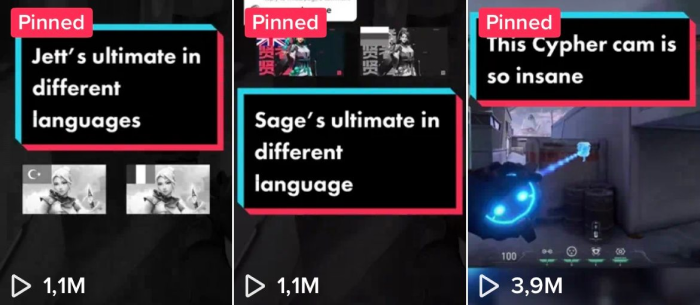 Pinned
Jett's ultimate in
different
languages
1,1M
Pinned
Sage's ultimate in
different
language
1,1M
Pinned
This Cypher cam is
so insane
100
3,9M